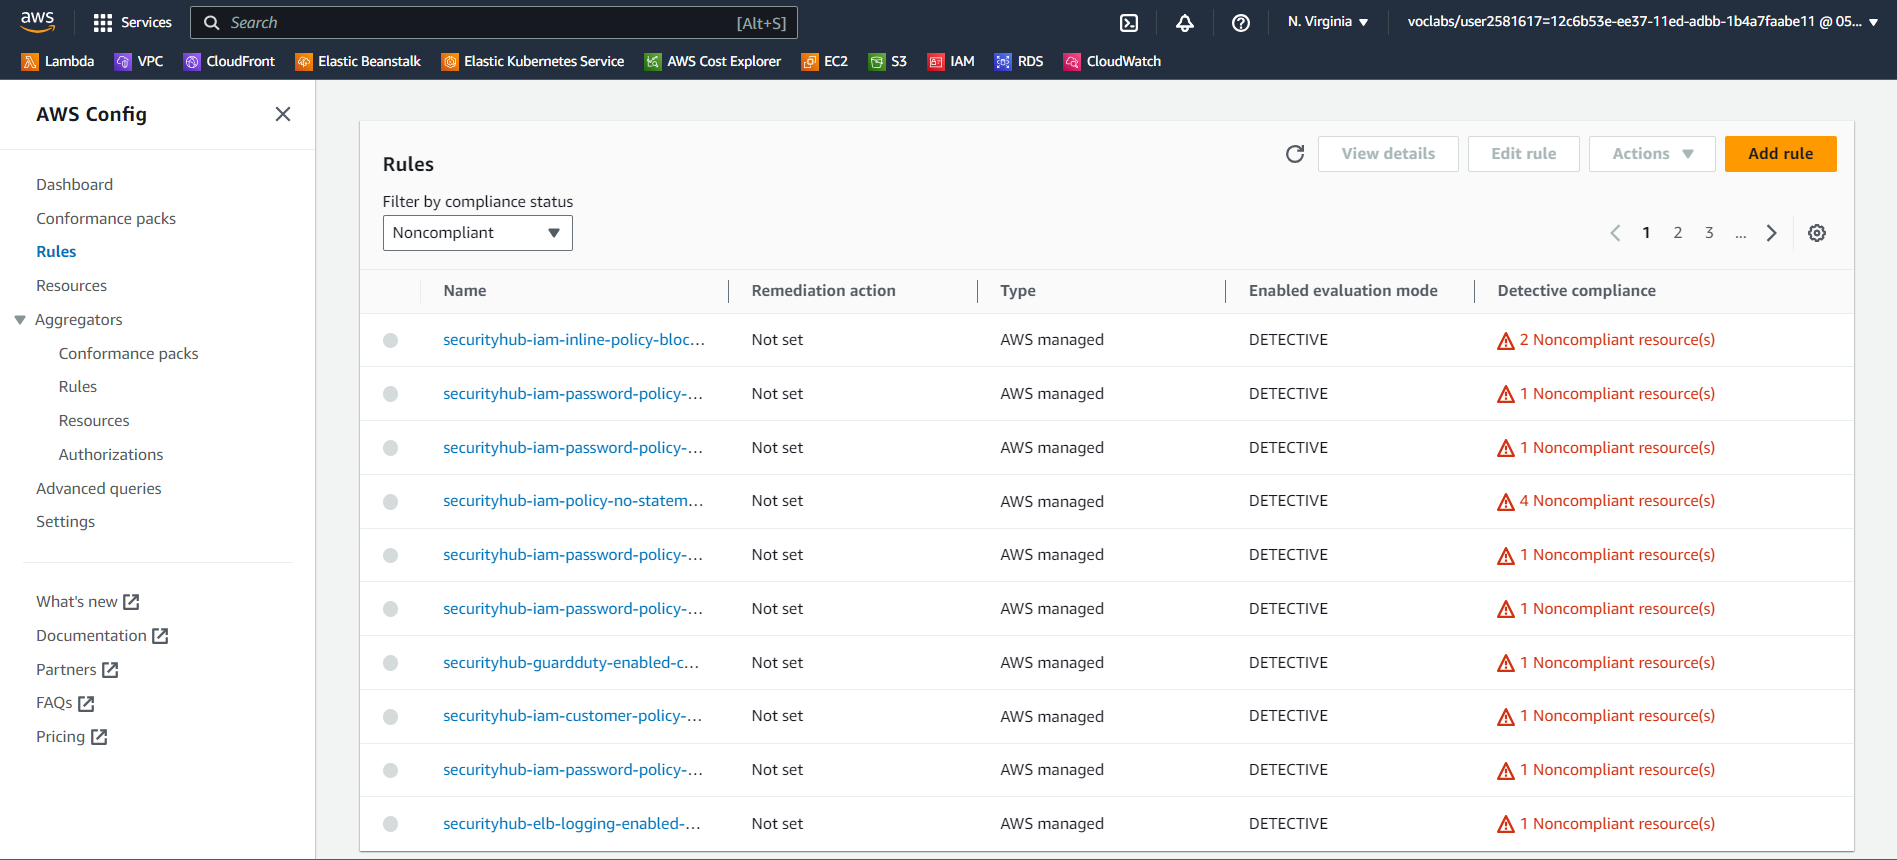 aws
Services
Search
[Alt+S]
N. Virginia
voclabs/user2581617=12c6b53e-ee37-11ed-adbb-1b4a7faabe11 @ 05...
Lambda
VPC
CloudFront
Elastic Beanstalk
Elastic Kubernetes Service
AWS Cost Explorer
EC2
S3
IAM
RDS
CloudWatch
AWS Config
Dashboard
Conformance packs
Rules
Resources
Aggregators
Conformance packs
Rules
Resources
Authorizations
Advanced queries
Settings
What's new
Documentation
Partners
FAQs
Pricing
Rules
View details
Edit rule
Actions
Add rule
Filter by compliance status
Noncompliant
1 2 3 ...
Name Remediation action Type Enabled evaluation mode Detective compliance
securityhub-iam-inline-policy-bloc... Not set AWS managed DETECTIVE 2 Noncompliant resource(s)
securityhub-iam-password-policy-... Not set AWS managed DETECTIVE 1 Noncompliant resource(s)
securityhub-iam-password-policy-... Not set AWS managed DETECTIVE 1 Noncompliant resource(s)
securityhub-iam-policy-no-statem... Not set AWS managed DETECTIVE 4 Noncompliant resource(s)
securityhub-iam-password-policy-... Not set AWS managed DETECTIVE 1 Noncompliant resource(s)
securityhub-iam-password-policy-... Not set AWS managed DETECTIVE 1 Noncompliant resource(s)
securityhub-guardduty-enabled-c... Not set AWS managed DETECTIVE 1 Noncompliant resource(s)
securityhub-iam-customer-policy-... Not set AWS managed DETECTIVE 1 Noncompliant resource(s)
securityhub-iam-password-policy-... Not set AWS managed DETECTIVE 1 Noncompliant resource(s)
securityhub-elb-logging-enabled-... Not set AWS managed DETECTIVE 1 Noncompliant resource(s)